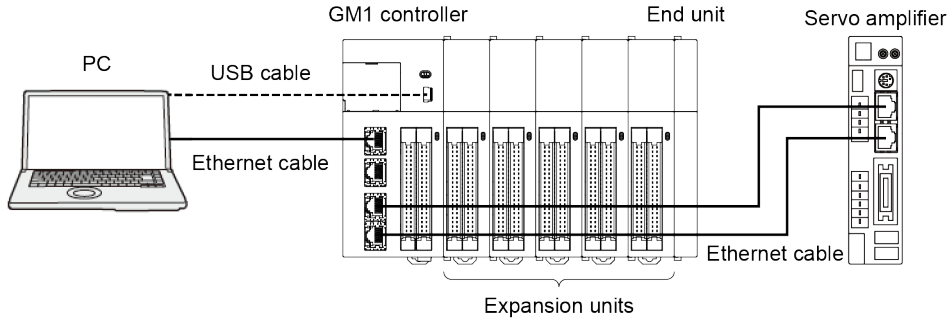 GM1 controller
End unit
Servo amplifier
PC
USB cable
Ethernet cable
Ethernet cable
Expansion units